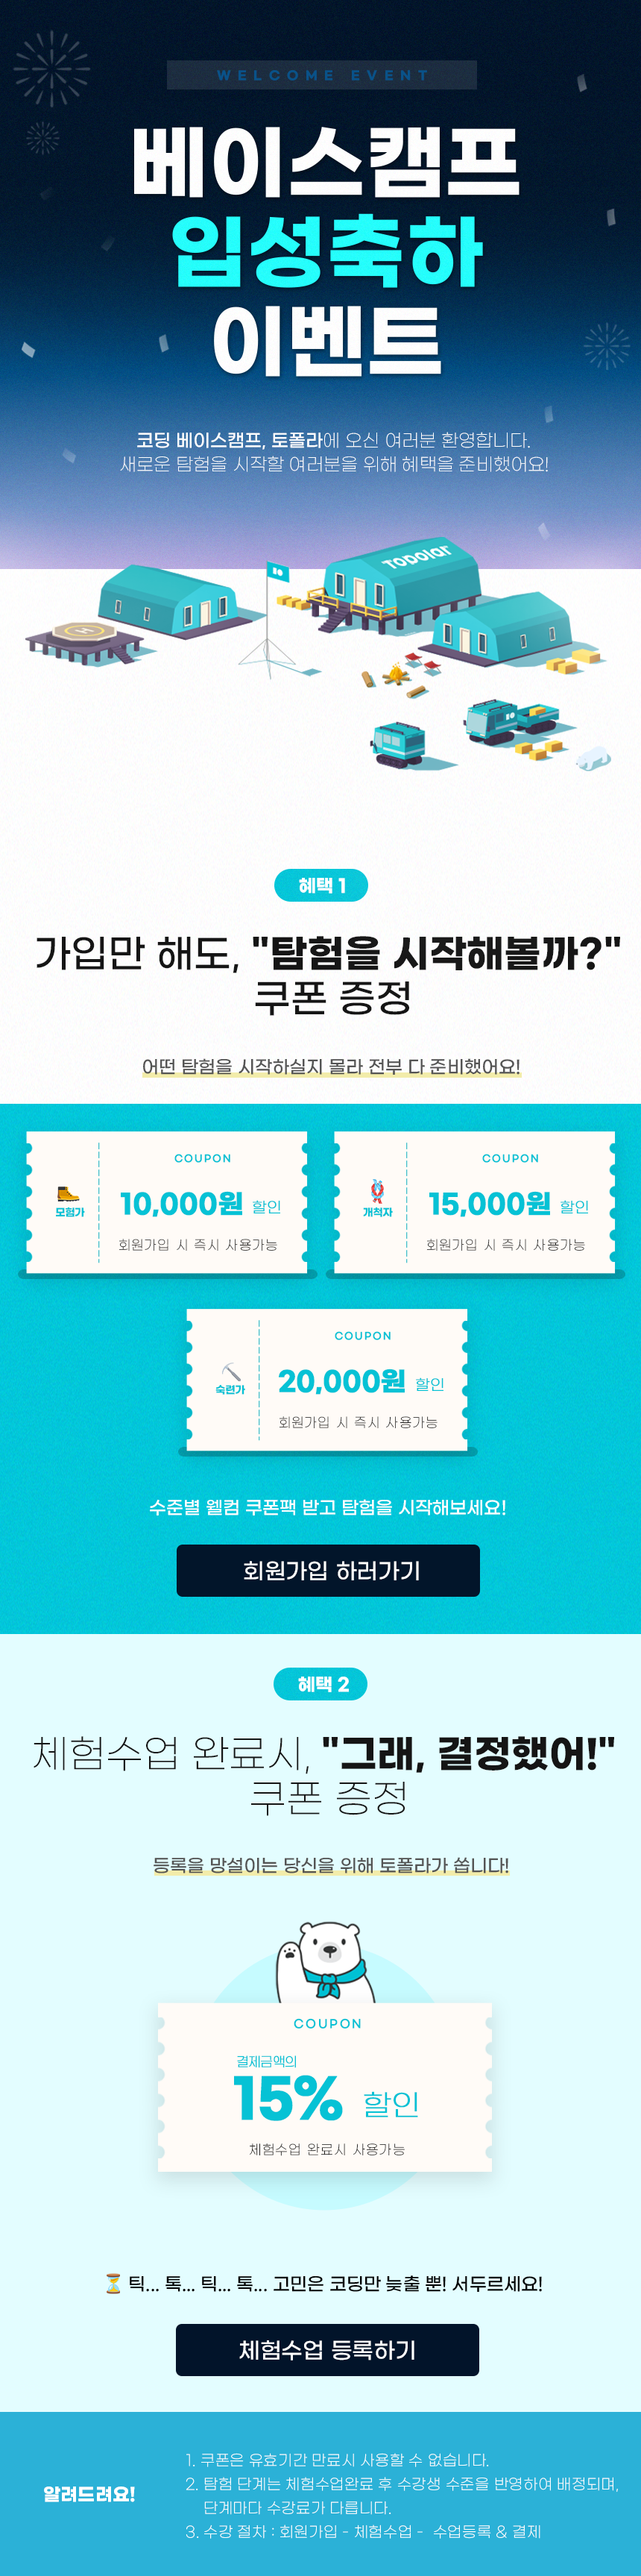 WELCOME EVENT
베이스캠프
입성축하
이벤트
코딩 베이스캠프, 토폴라에 오신 여러분 환영합니다.
새로운 탐험을 시작할 여러분을 위해 혜택을 준비했어요!
TOPOLAR
H
혜택 1
가입만 해도, "탐험을 시작해볼까?"
쿠폰 증정
어떤 탐험을 시작하실지 몰라 전부 다 준비했어요!
COUPON
모험가
10,000원 할인
회원가입 시 즉시 사용가능
COUPON
개척자
15,000원 할인
회원가입 시 즉시 사용가능
COUPON
숙련가
20,000원 할인
회원가입 시 즉시 사용가능
수준별 웰컴 쿠폰팩 받고 탐험을 시작해보세요!
회원가입 하러가기
혜택 2
체험수업 완료시, "그래, 결정했어!"
쿠폰 증정
등록을 망설이는 당신을 위해 토폴라가 쏩니다!
COUPON
결제금액의
15% 할인
체험수업 완료시 사용가능
틱... 톡... 틱... 톡... 고민은 코딩만 늦출 뿐! 서두르세요!
체험수업 등록하기
알려드려요!
1. 쿠폰은 유효기간 만료시 사용할 수 없습니다.
2. 탐험 단계는 체험수업완료 후 수강생 수준을 반영하여 배정되며,
단계마다 수강료가 다릅니다.
3. 수강 절차 : 회원가입 - 체험수업 - 수업등록 & 결제